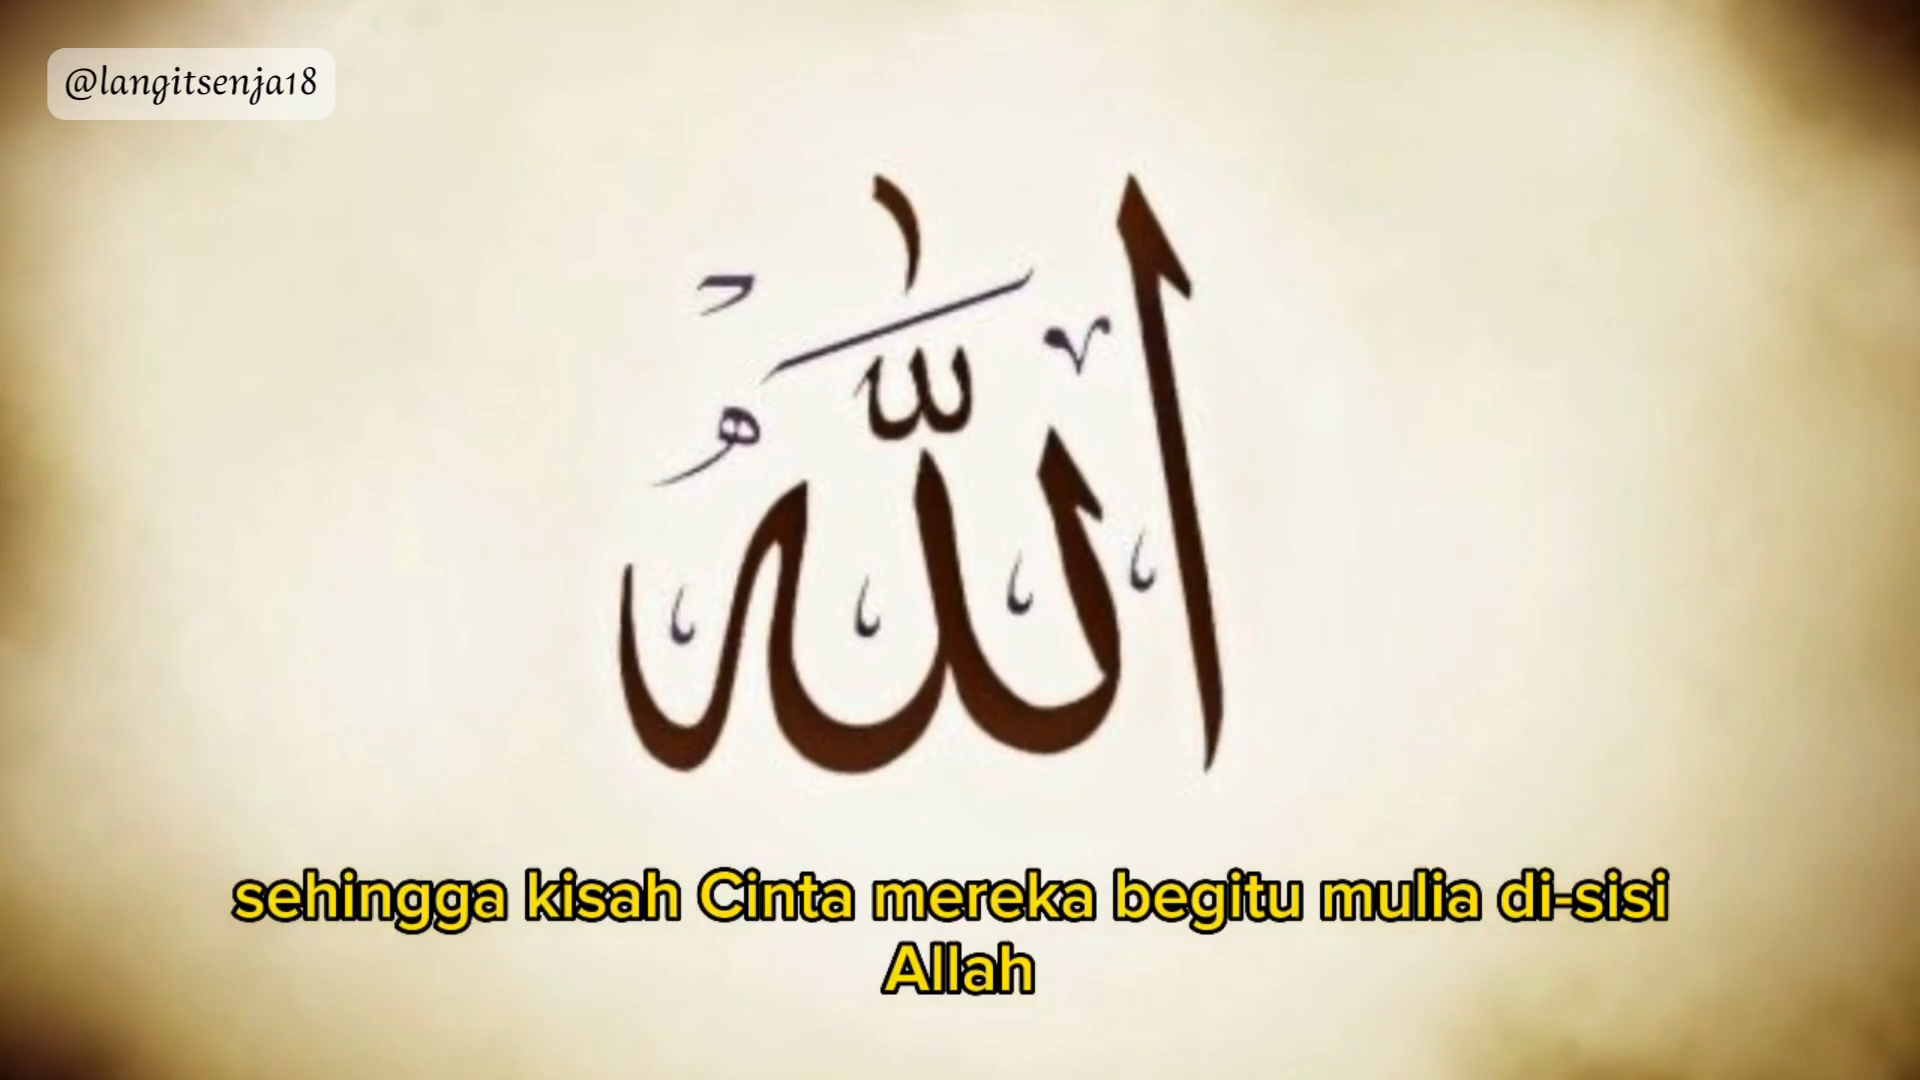 @langitsenja18
الله
sehingga kisah Cinta mereka begitu mulia di-sisi
Allah